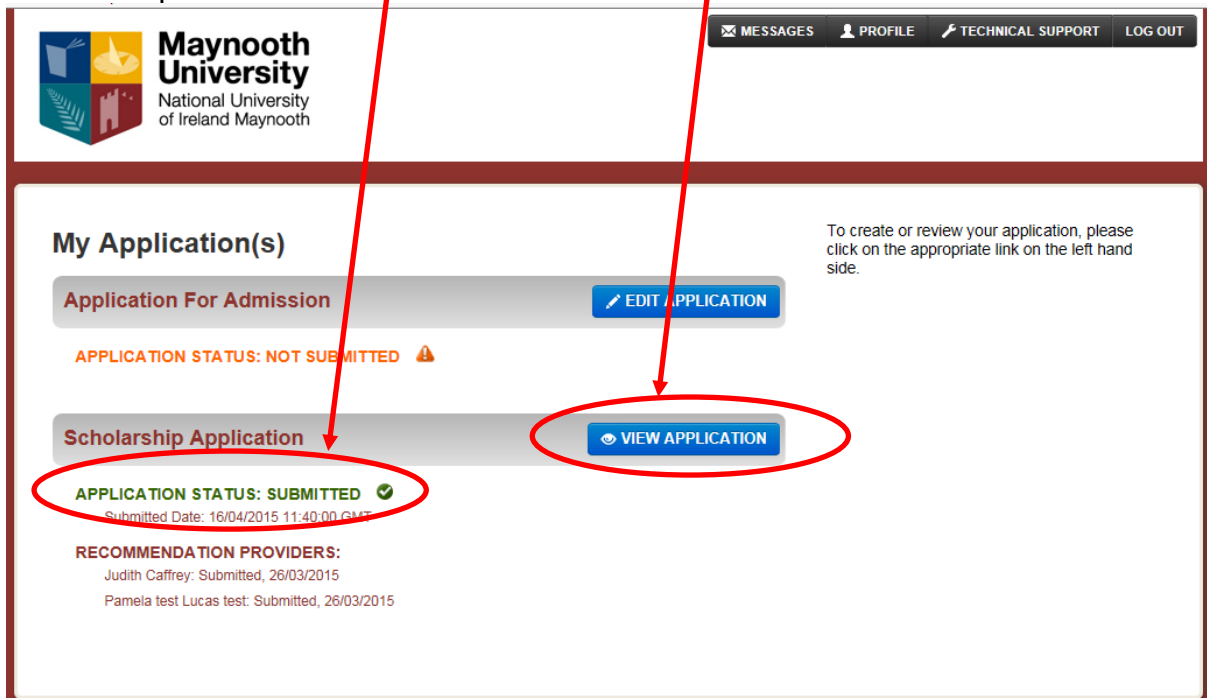 MESSAGES PROFILE TECHNICAL SUPPORT LOG OUT
Maynooth
University
National University
of Ireland Maynooth
My Application(s)
To create or review your application, please
click on the appropriate link on the left hand
side.
Application For Admission
EDIT APPLICATION
APPLICATION STATUS: NOT SUBMITTED
Scholarship Application
VIEW APPLICATION
APPLICATION STATUS: SUBMITTED
Submitted Date: 16/04/2015 11:40:00 GMT
RECOMMENDATION PROVIDERS:
Judith Caffrey: Submitted, 26/03/2015
Pamela test Lucas test: Submitted, 26/03/2015